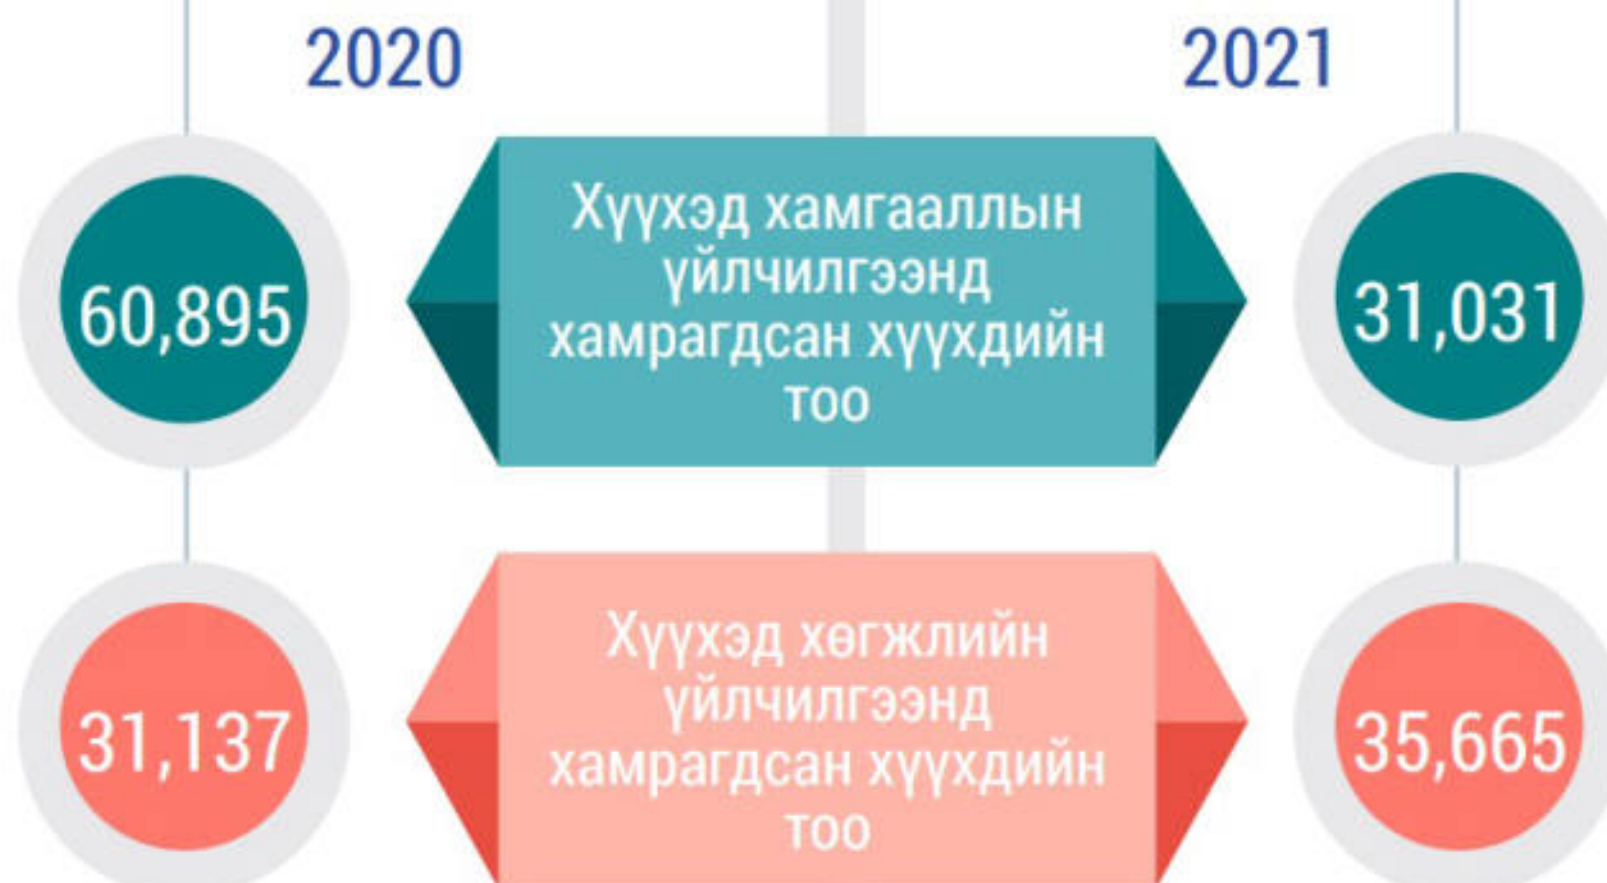 2020
2021
60,895
Хүүхэд хамгааллын
үйлчилгээнд
хамрагдсан хүүхдийн
тоо
31,031
31,137
Хүүхэд хөгжлийн
үйлчилгээнд
хамрагдсан хүүхдийн
тоо
35,665